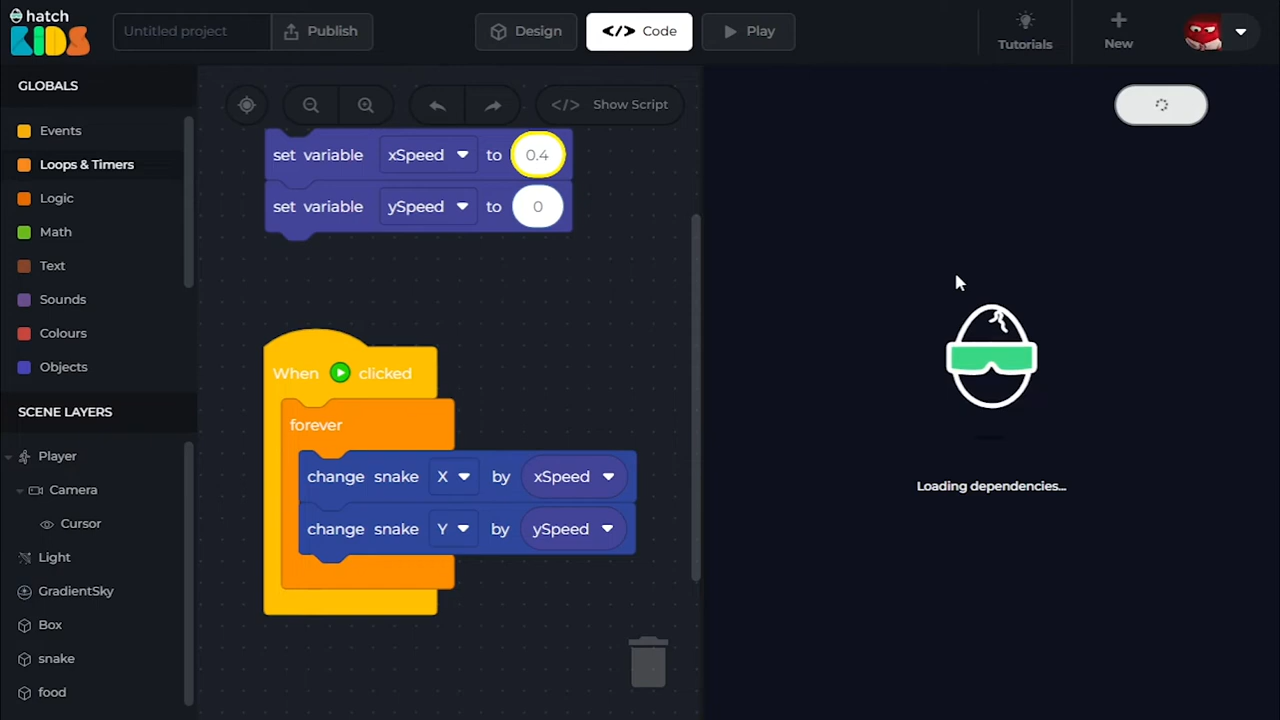 hatch
KIDS
Untitled project
Publish
Design
</> Code
Play
Tutorials
New
GLOBALS
Events
Loops & Timers
Logic
Math
Text
Sounds
Colours
Objects
SCENE LAYERS
Player
Camera
Cursor
Light
GradientSky
Box
snake
food
</> Show Script
set variable xSpeed to 0.4
set variable ySpeed to 0
When clicked
forever
change snake X by xSpeed
change snake Y by ySpeed
Loading dependencies...